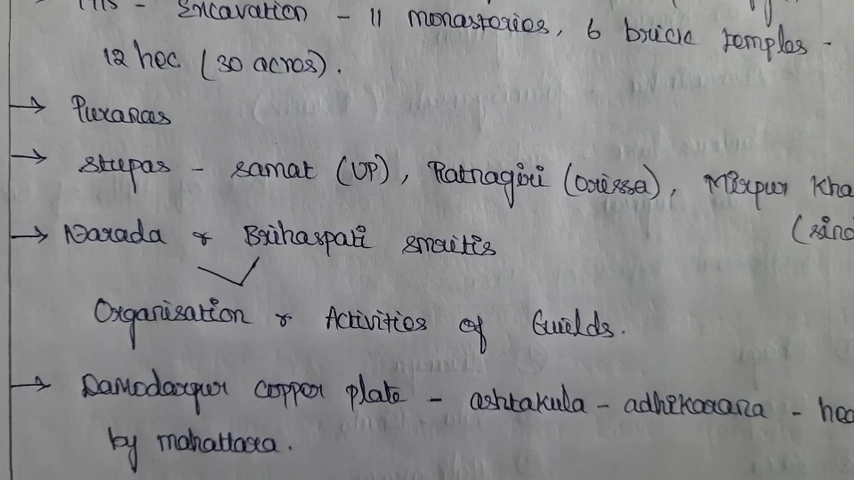 Excavation - 11 monasteries, 6 brick temples -
12 hec (30 acres).
→ Puranas
→ Stupas - samat (UP), Ratnagiri (Orissa), Mirpur Kha
(sind
→ Narada & Brihaspati smritis
Organisation & Activities of Guilds.
→ Damodarpur copper plate - ashtakula - adhikarana - hea
by mahattara.